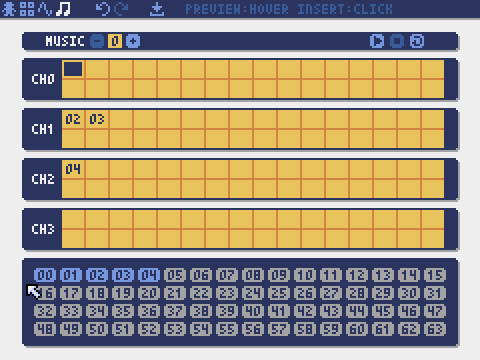 PREVIEW:HOVER INSERT:CLICK
MUSIC - 0 +
CH0
CH1 02 03
CH2 04
CH3
00 01 02 03 04 05 06 07 08 09 10 11 12 13 14 15
16 17 18 19 20 21 22 23 24 25 26 27 28 29 30 31
32 33 34 35 36 37 38 39 40 41 42 43 44 45 46 47
48 49 50 51 52 53 54 55 56 57 58 59 60 61 62 63